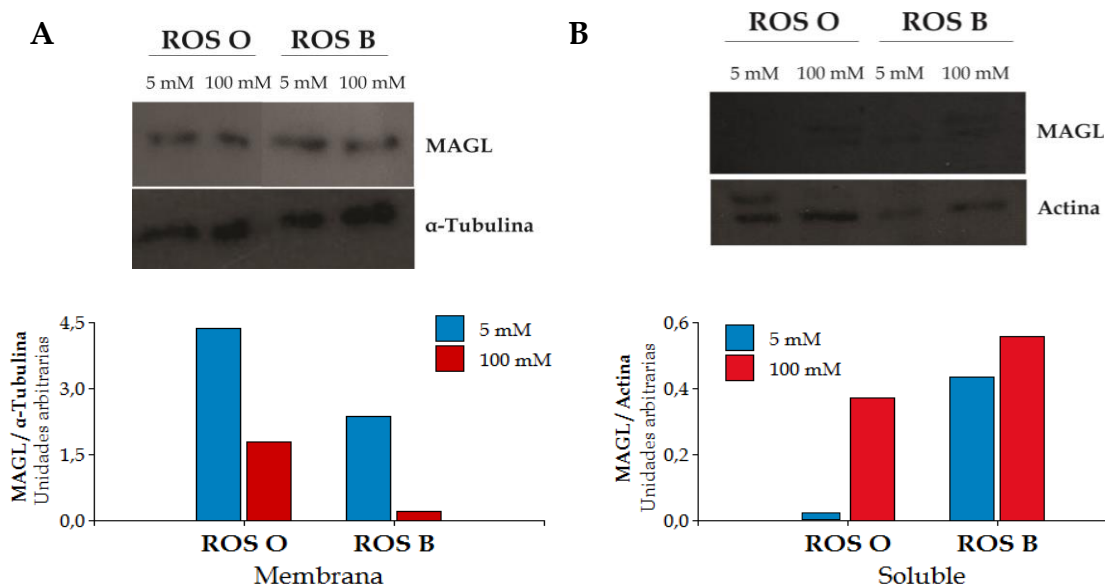 A
ROS O ROS B
5 mM 100 mM 5 mM 100 mM
MAGL
α-Tubulina
MAGL / α-Tubulina
Unidades arbitrarias
4,5
3,0
1,5
0,0
5 mM
100 mM
ROS O ROS B
Membrana
B
ROS O ROS B
5 mM 100 mM 5 mM 100 mM
MAGL
Actina
MAGL / Actina
Unidades arbitrarias
0,6
0,4
0,2
0,0
5 mM
100 mM
ROS O ROS B
Soluble